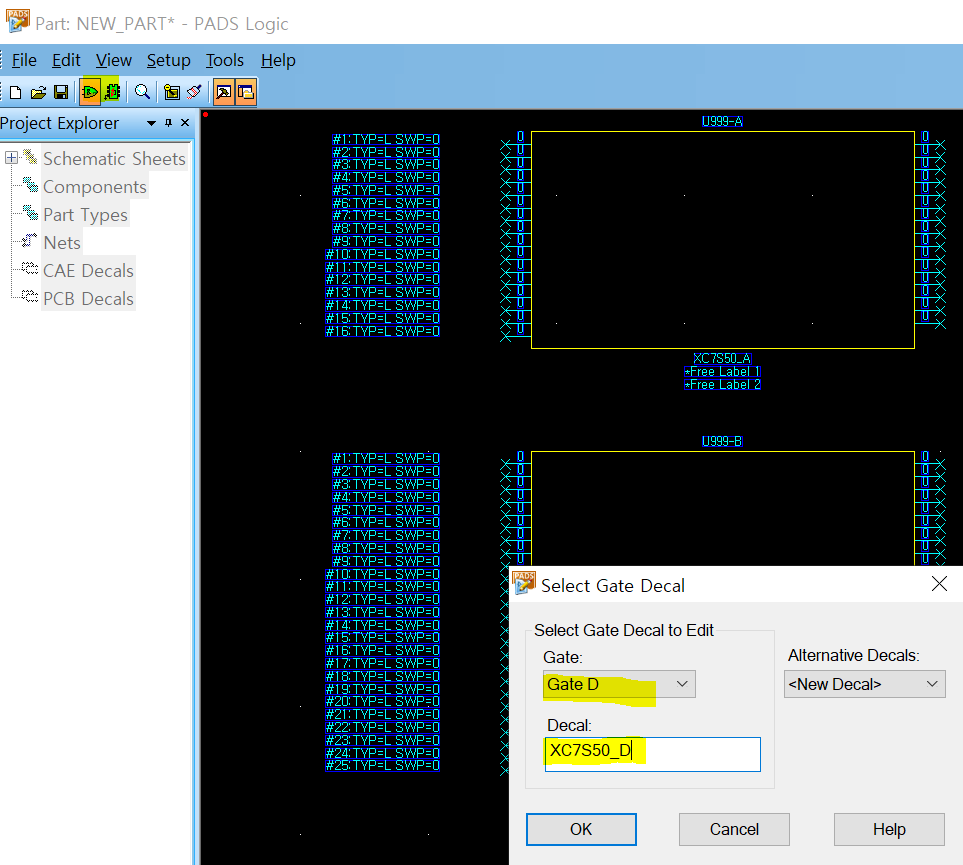 Part: NEW_PART* - PADS Logic
File Edit View Setup Tools Help
Project Explorer
Schematic Sheets
Components
Part Types
Nets
CAE Decals
PCB Decals
U999-A
#1:TYP=L SWP=0
#2:TYP=L SWP=0
#3:TYP=L SWP=0
#4:TYP=L SWP=0
#5:TYP=L SWP=0
#6:TYP=L SWP=0
#7:TYP=L SWP=0
#8:TYP=L SWP=0
#9:TYP=L SWP=0
#10:TYP=L SWP=0
#11:TYP=L SWP=0
#12:TYP=L SWP=0
#13:TYP=L SWP=0
#14:TYP=L SWP=0
#15:TYP=L SWP=0
#16:TYP=L SWP=0
XC7S50_A
*Free Label 1
*Free Label 2
U999-B
#1:TYP=L SWP=0
#2:TYP=L SWP=0
#3:TYP=L SWP=0
#4:TYP=L SWP=0
#5:TYP=L SWP=0
#6:TYP=L SWP=0
#7:TYP=L SWP=0
#8:TYP=L SWP=0
#9:TYP=L SWP=0
#10:TYP=L SWP=0
#11:TYP=L SWP=0
#12:TYP=L SWP=0
#13:TYP=L SWP=0
#14:TYP=L SWP=0
#15:TYP=L SWP=0
#16:TYP=L SWP=0
#17:TYP=L SWP=0
#18:TYP=L SWP=0
#19:TYP=L SWP=0
#20:TYP=L SWP=0
#21:TYP=L SWP=0
#22:TYP=L SWP=0
#23:TYP=L SWP=0
#24:TYP=L SWP=0
#25:TYP=L SWP=0
Select Gate Decal
Select Gate Decal to Edit
Gate:
Gate D
Alternative Decals:
<New Decal>
Decal:
XC7S50_D
OK Cancel Help